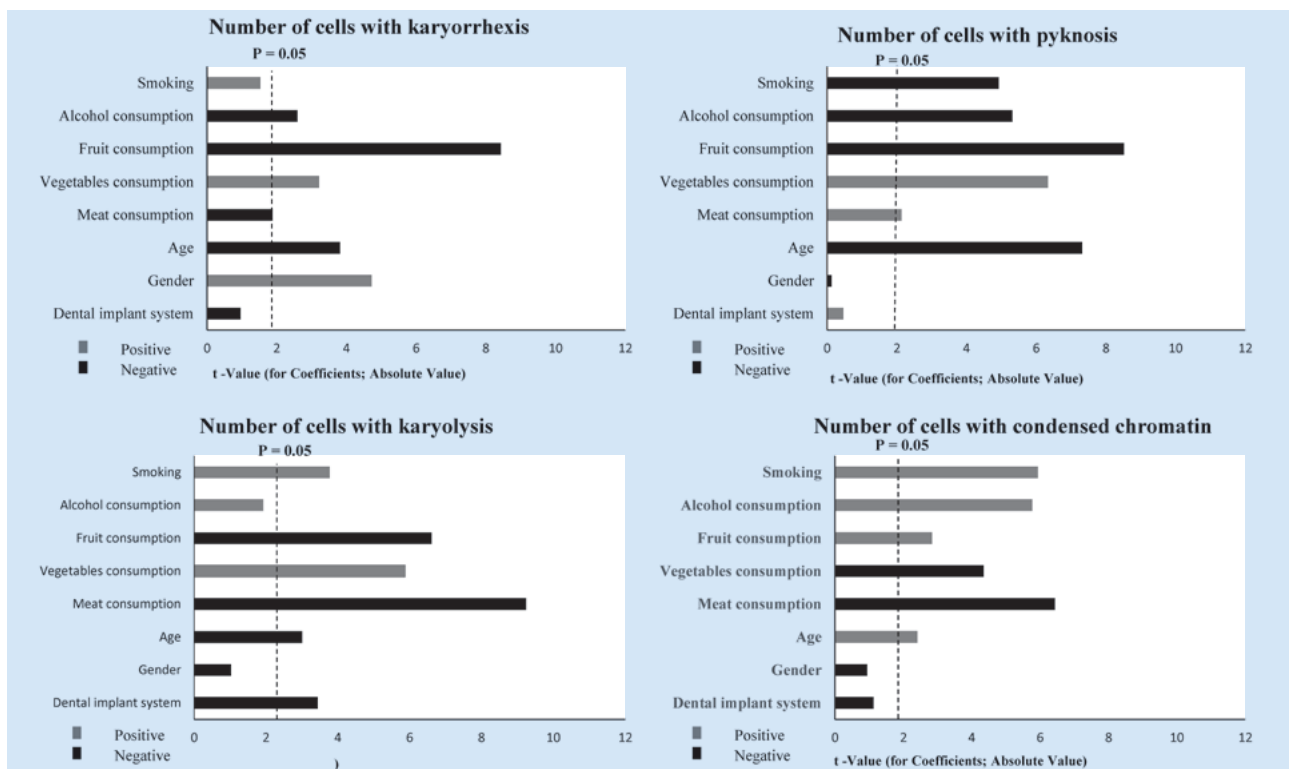 Number of cells with karyorrhexis
P = 0.05
Smoking
Alcohol consumption
Fruit consumption
Vegetables consumption
Meat consumption
Age
Gender
Dental implant system
0 2 4 6 8 10 12
Positive
Negative
t -Value (for Coefficients; Absolute Value)
Number of cells with pyknosis
P = 0.05
Smoking
Alcohol consumption
Fruit consumption
Vegetables consumption
Meat consumption
Age
Gender
Dental implant system
0 2 4 6 8 10 12
Positive
Negative
t -Value (for Coefficients; Absolute Value)
Number of cells with karyolysis
P = 0.05
Smoking
Alcohol consumption
Fruit consumption
Vegetables consumption
Meat consumption
Age
Gender
Dental implant system
0 2 4 6 8 10 12
Positive
Negative
)
Number of cells with condensed chromatin
P = 0.05
Smoking
Alcohol consumption
Fruit consumption
Vegetables consumption
Meat consumption
Age
Gender
Dental implant system
0 2 4 6 8 10 12
Positive
Negative
t -Value (for Coefficients; Absolute Value)